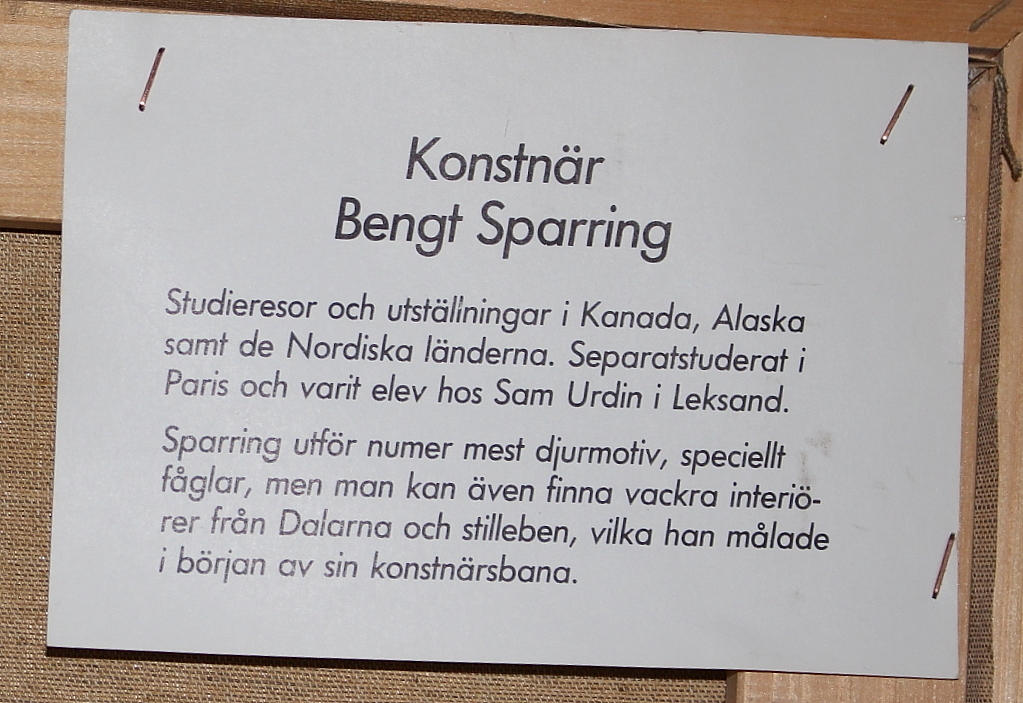 Konstnär
Bengt Sparring
Studieresor och utställningar i Kanada, Alaska
samt de Nordiska länderna. Separatstuderat i
Paris och varit elev hos Sam Urdin i Leksand.
Sparring utför numer mest djurmotiv, speciellt
fåglar, men man kan även finna vackra interiö-
rer från Dalarna och stilleben, vilka han målade
i början av sin konstnärsbana.